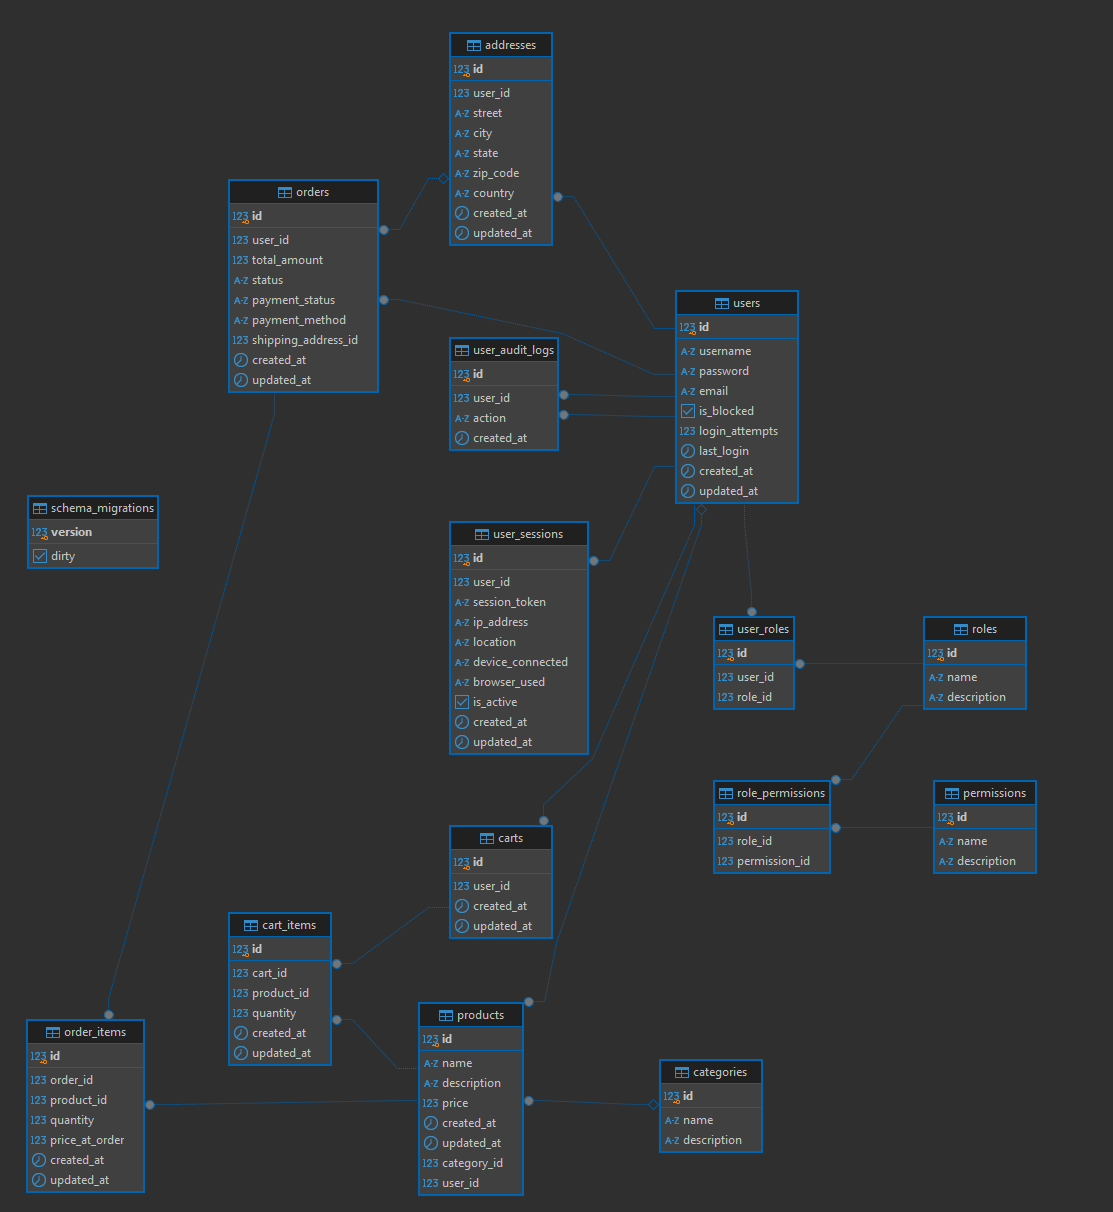 addresses
123 id
123 user_id
A-Z street
A-Z city
A-Z state
A-Z zip_code
A-Z country
created_at
updated_at
orders
123 id
123 user_id
123 total_amount
A-Z status
A-Z payment_status
A-Z payment_method
123 shipping_address_id
created_at
updated_at
users
123 id
A-Z username
A-Z password
A-Z email
is_blocked
123 login_attempts
last_login
created_at
updated_at
user_audit_logs
123 id
123 user_id
A-Z action
created_at
schema_migrations
123 version
dirty
user_sessions
123 id
123 user_id
A-Z session_token
A-Z ip_address
A-Z location
A-Z device_connected
A-Z browser_used
is_active
created_at
updated_at
user_roles
123 id
123 user_id
123 role_id
roles
123 id
A-Z name
A-Z description
role_permissions
123 id
123 role_id
123 permission_id
permissions
123 id
A-Z name
A-Z description
carts
123 id
123 user_id
created_at
updated_at
cart_items
123 id
123 cart_id
123 product_id
123 quantity
created_at
updated_at
products
123 id
A-Z name
A-Z description
123 price
created_at
updated_at
123 category_id
123 user_id
order_items
123 id
123 order_id
123 product_id
123 quantity
123 price_at_order
created_at
updated_at
categories
123 id
A-Z name
A-Z description